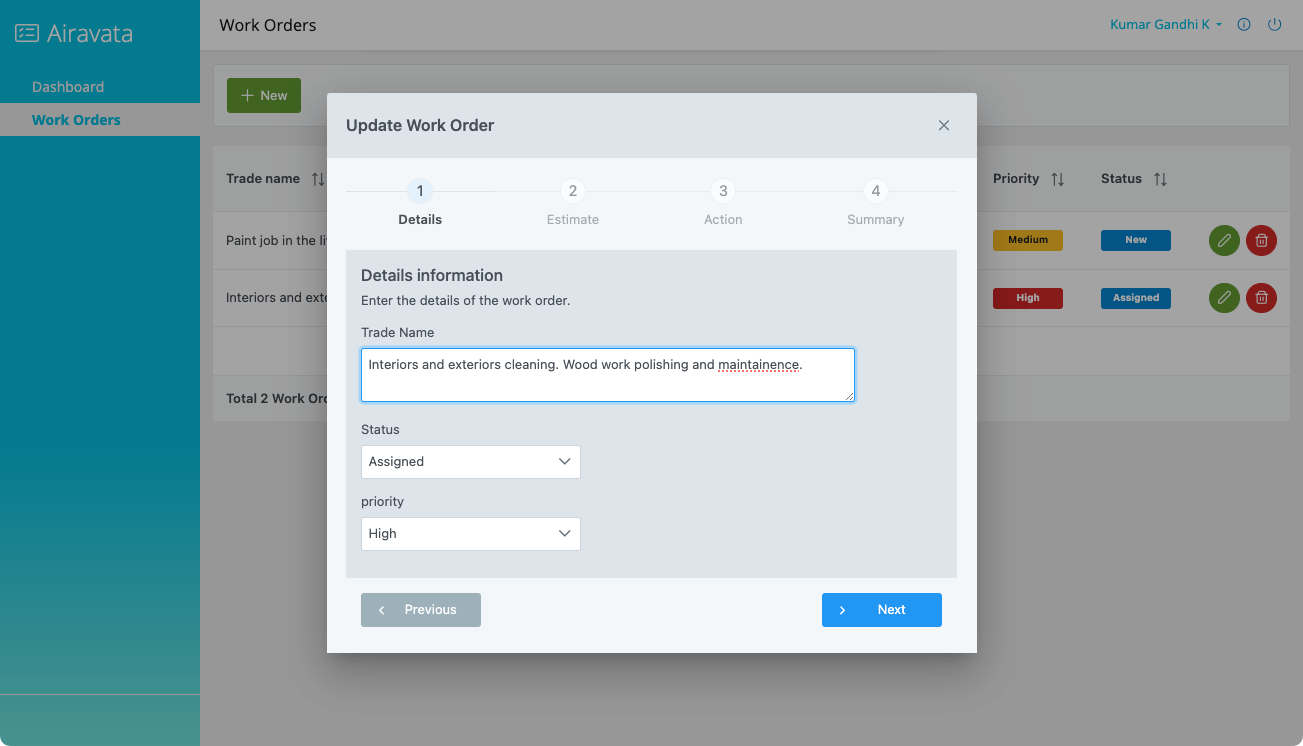 Airavata
Work Orders
Kumar Gandhi K
Dashboard
Work Orders
New
Update Work Order
Trade name
Priority
Status
1
2
3
4
Details
Estimate
Action
Summary
Paint job in the
Medium
New
Interiors and
High
Assigned
Total 2 Work
Details information
Enter the details of the work order.
Trade Name
Interiors and exteriors cleaning. Wood work polishing and maintainence.
Status
Assigned
priority
High
Previous
Next